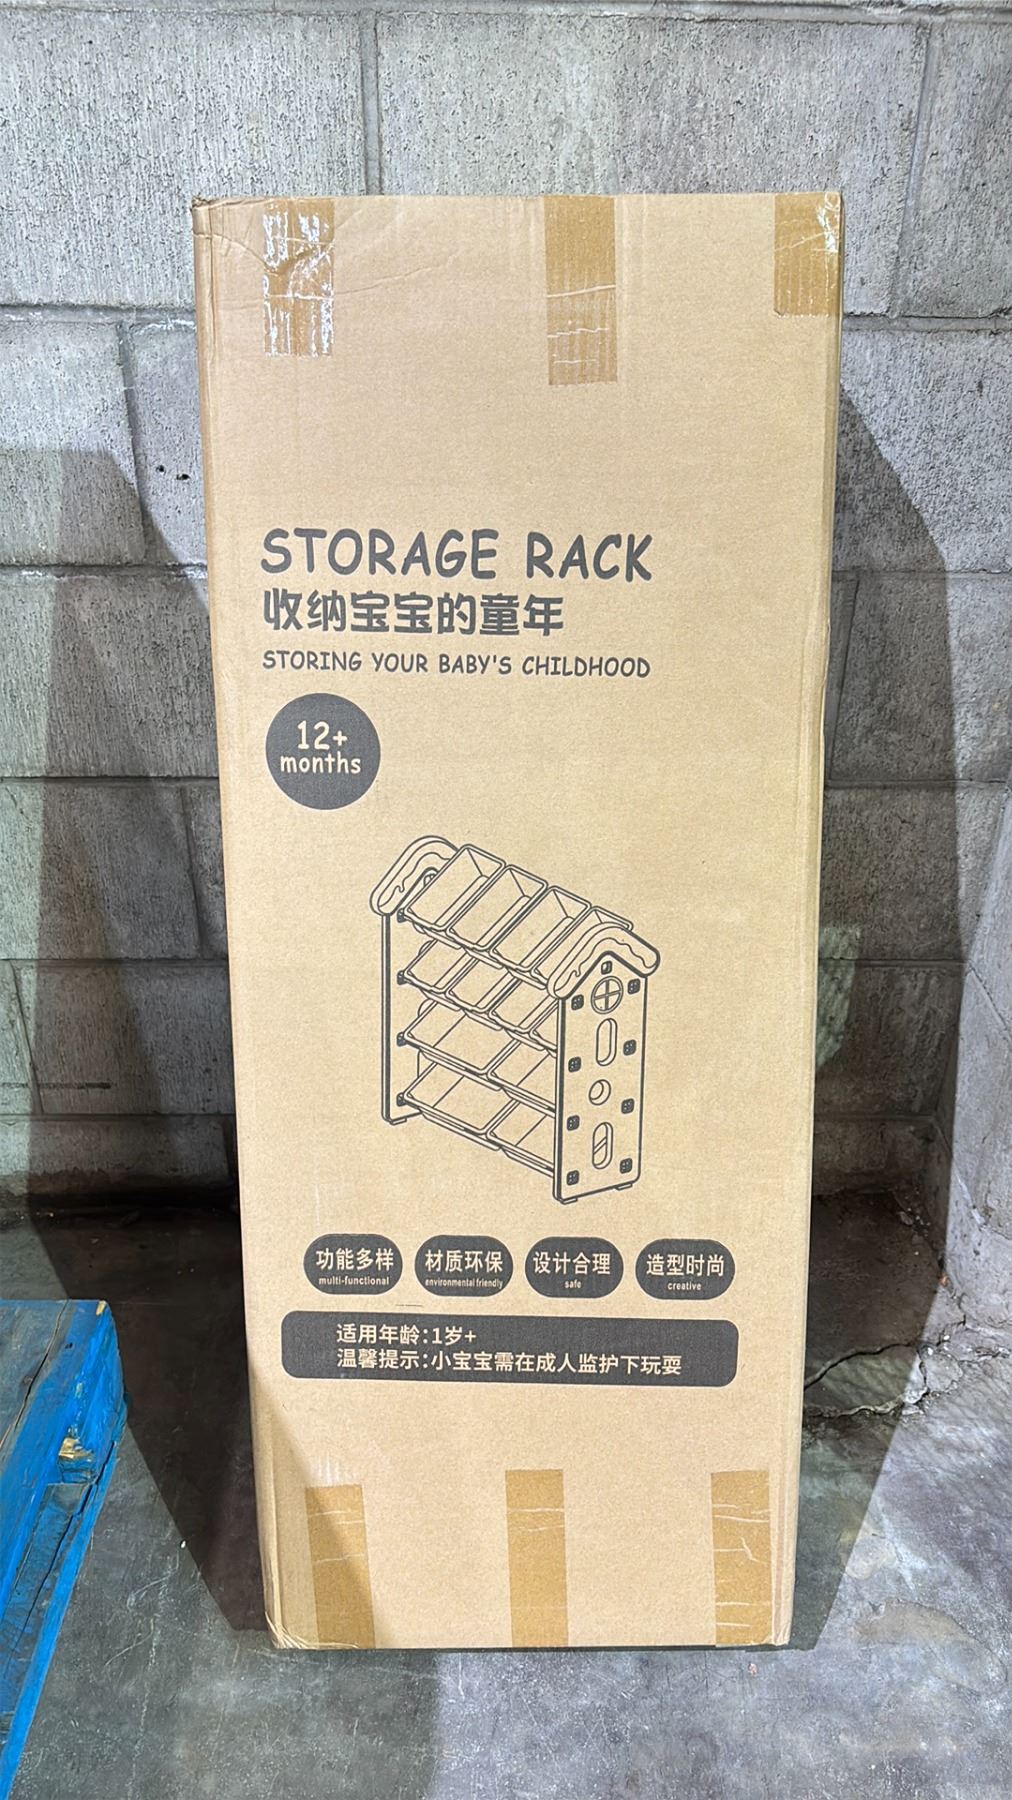 STORAGE RACK
收纳宝宝的童年
STORING YOUR BABY'S CHILDHOOD
12+
months
功能多样
multi-functional
材质环保
environmental friendly
设计合理
safe
造型时尚
creative
适用年龄:1岁+
温馨提示:小宝宝需在成人监护下玩耍